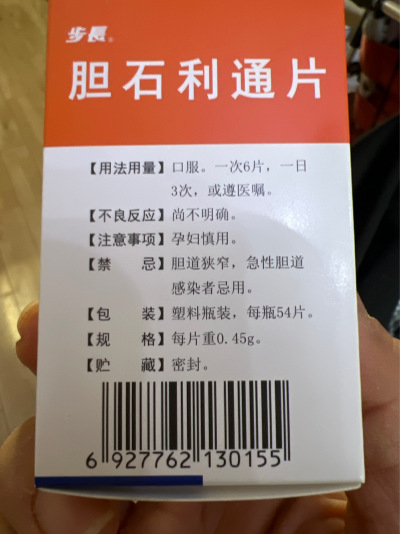 步長®
胆石利通片
【用法用量】口服。一次6片，一日
3次，或遵医嘱。
【不良反应】尚不明确。
【注意事项】孕妇慎用。
【禁　　忌】胆道狭窄，急性胆道
感染者忌用。
【包　　装】塑料瓶装，每瓶54片。
【规　　格】每片重0.45g。
【贮　　藏】密封。
6 927762 130155